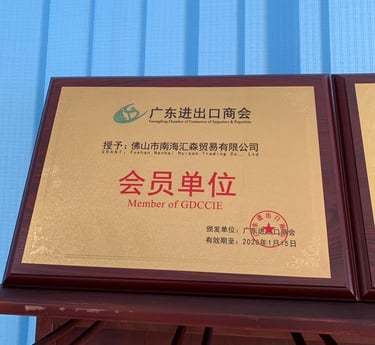 广东进出口商会
Guangdong Chamber of Commerce of Importers & Exporters
授予：佛山市南海汇森贸易有限公司
GRANT: Foshan Nanhai Huisen Trading Co., Ltd
会员单位
Member of GDCCIE
颁发单位：广东进出口商会
有效期至：2020年1月15日